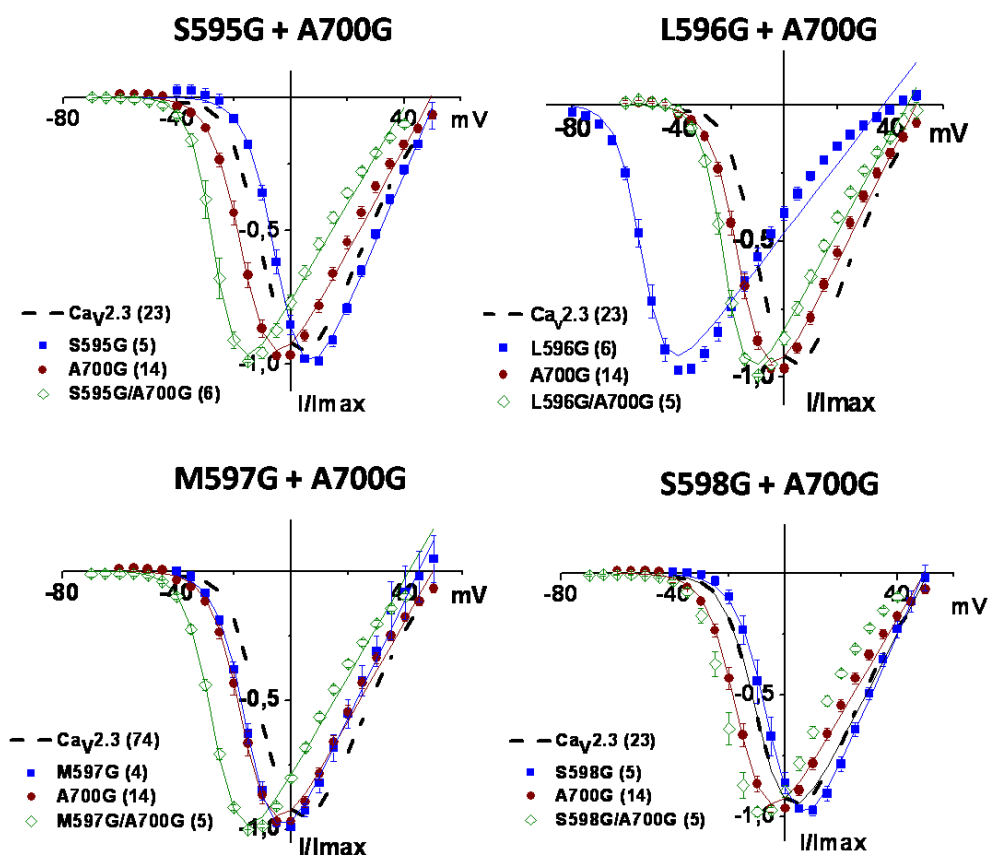 S595G + A700G
-80
-40
40
mV
-0,5
-1,0
I/Imax
CaV2.3 (23)
S595G (5)
A700G (14)
S595G/A700G (6)
L596G + A700G
-80
-40
40
mV
-0,5
-1,0
I/Imax
CaV2.3 (23)
L596G (6)
A700G (14)
L596G/A700G (5)
M597G + A700G
-80
-40
40
mV
-0,5
-1,0
I/Imax
CaV2.3 (74)
M597G (4)
A700G (14)
M597G/A700G (5)
S598G + A700G
-80
-40
40
mV
-0,5
-1,0
I/Imax
CaV2.3 (23)
S598G (5)
A700G (14)
S598G/A700G (5)